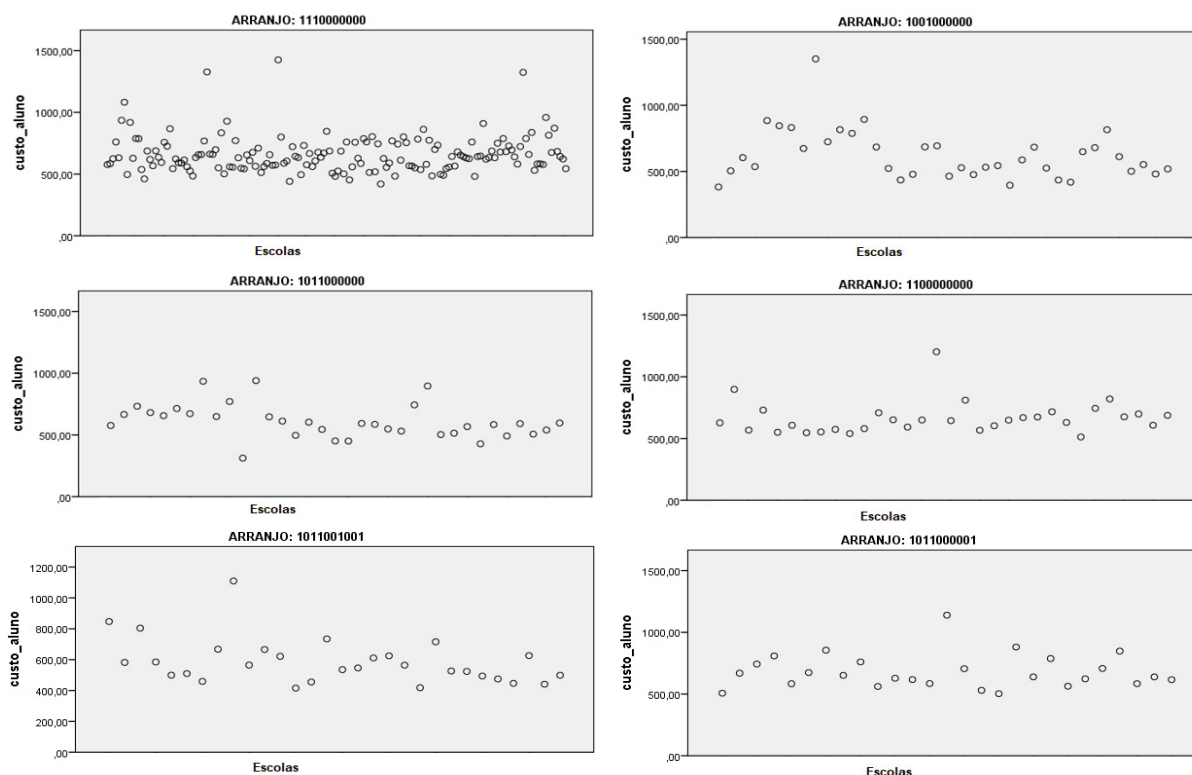 ARRANJO: 1110000000
custo_aluno
1500,00
1000,00
500,00
,00
Escolas
ARRANJO: 1001000000
custo_aluno
1500,00
1000,00
500,00
,00
Escolas
ARRANJO: 1011000000
custo_aluno
1500,00
1000,00
500,00
,00
Escolas
ARRANJO: 1100000000
custo_aluno
1500,00
1000,00
500,00
,00
Escolas
ARRANJO: 1011001001
custo_aluno
1200,00
1000,00
800,00
600,00
400,00
200,00
,00
Escolas
ARRANJO: 1011000001
custo_aluno
1500,00
1000,00
500,00
,00
Escolas